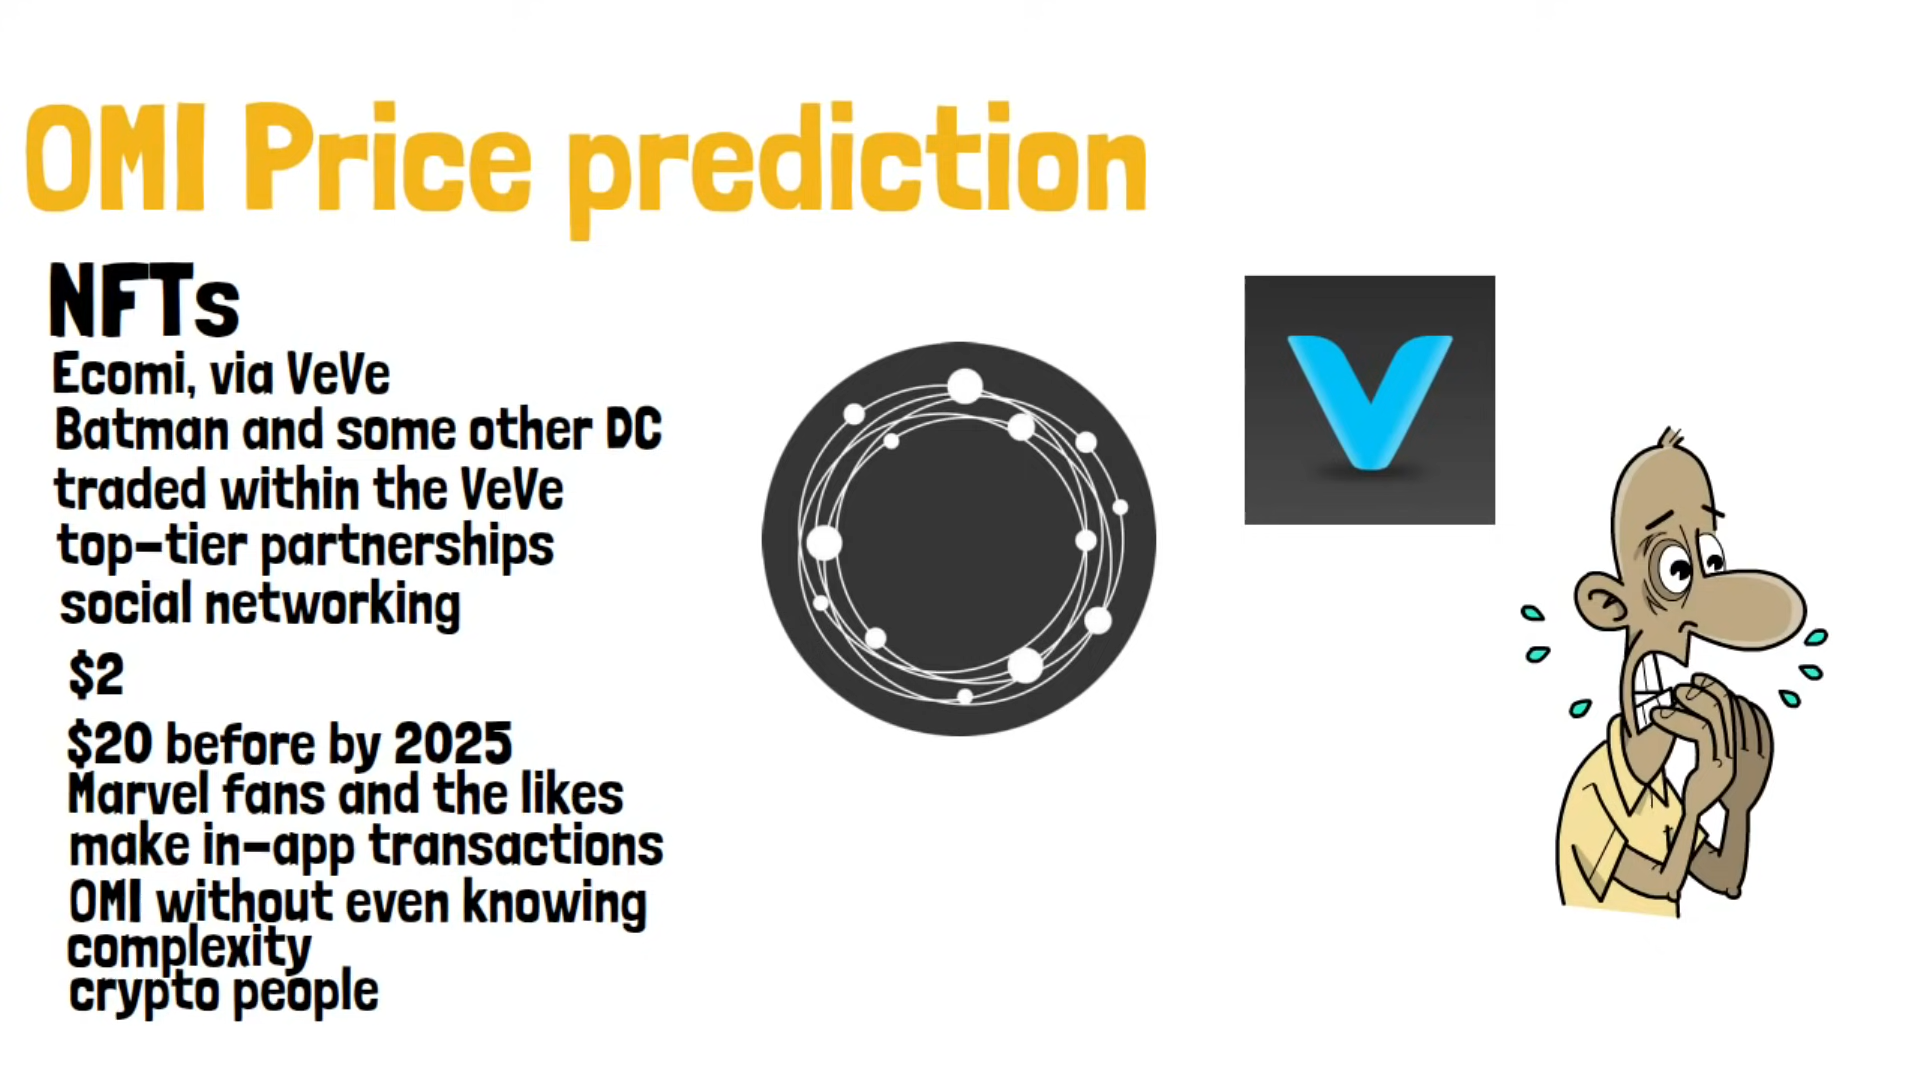 OMI Price prediction
NFTs
Ecomi, via VeVe
Batman and some other DC
traded within the VeVe
top-tier partnerships
social networking
$2
$20 before by 2025
Marvel fans and the likes
make in-app transactions
OMI without even knowing
complexity
crypto people